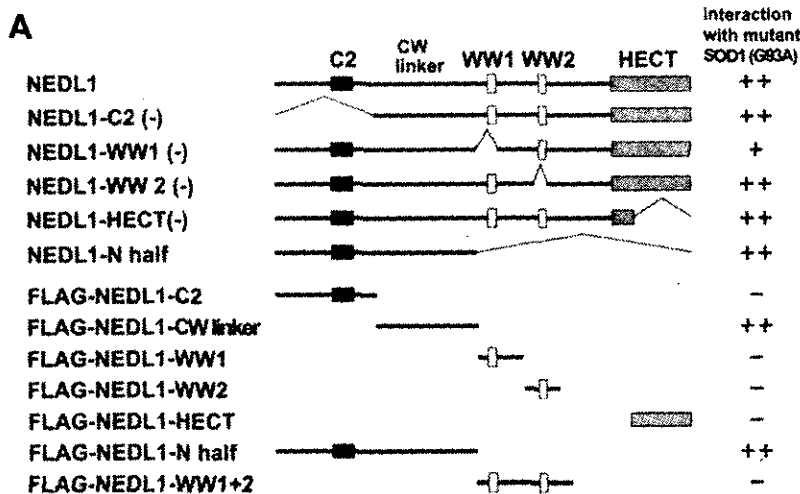 A
Interaction
with mutant
SOD1 (G93A)
C2 CW linker WW1 WW2 HECT
NEDL1 ++
NEDL1-C2 (-) ++
NEDL1-WW1 (-) +
NEDL1-WW 2 (-) ++
NEDL1-HECT(-) ++
NEDL1-N half ++
FLAG-NEDL1-C2 –
FLAG-NEDL1-CW linker ++
FLAG-NEDL1-WW1 –
FLAG-NEDL1-WW2 –
FLAG-NEDL1-HECT –
FLAG-NEDL1-N half ++
FLAG-NEDL1-WW1+2 –